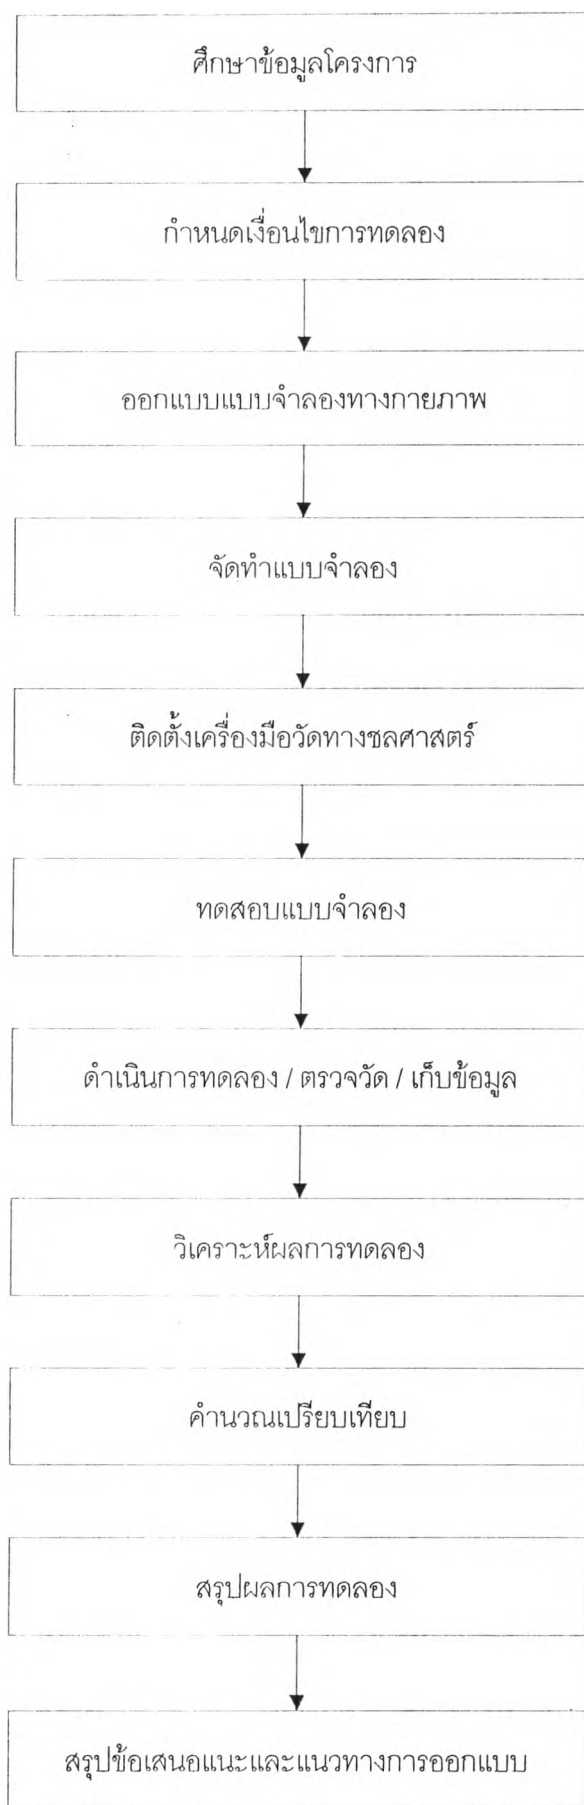 ศึกษาข้อมูลโครงการ
กำหนดเงื่อนไขการทดลอง
ออกแบบแบบจำลองทางกายภาพ
จัดทำแบบจำลอง
ติดตั้งเครื่องมือวัดทางชลศาสตร์
ทดสอบแบบจำลอง
ดำเนินการทดลอง / ตรวจวัด / เก็บข้อมูล
วิเคราะห์ผลการทดลอง
คำนวณเปรียบเทียบ
สรุปผลการทดลอง
สรุปข้อเสนอแนะและแนวทางการออกแบบ